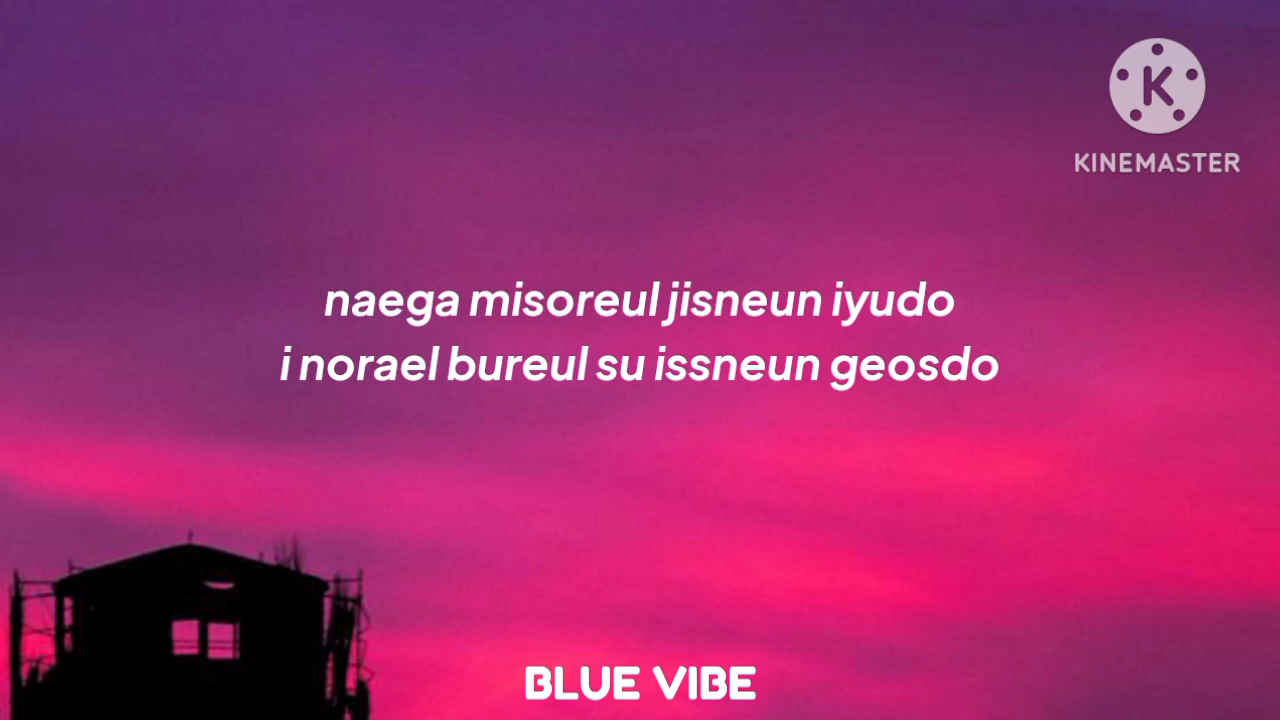 K
KINEMASTER
naega misoreul jisneun iyudo
i norael bureul su issneun geosdo
BLUE VIBE